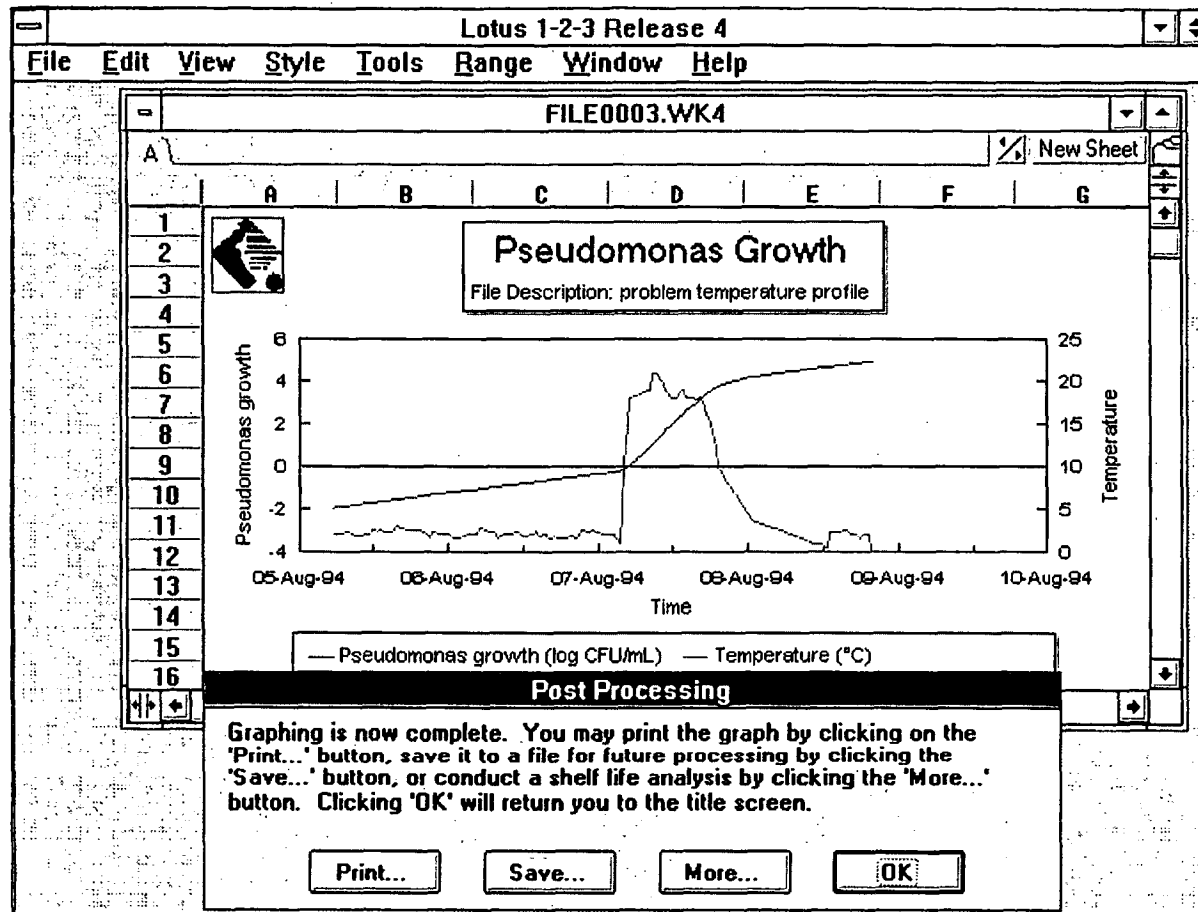 Lotus 1-2-3 Release 4
File Edit View Style Tools Range Window Help
FILE0003.WK4
A New Sheet
A B C D E F G
1
2
3
4
5
6
7
8
9
10
11
12
13
14
15
16
Pseudomonas Growth
File Description: problem temperature profile
Pseudomonas growth
6
4
2
0
-2
-4
25
20
15
10
5
0
Temperature
05-Aug-94 06-Aug-94 07-Aug-94 08-Aug-94 09-Aug-94 10-Aug-94
Time
Pseudomonas growth (log CFU/mL) Temperature (°C)
Post Processing
Graphing is now complete. You may print the graph by clicking on the
'Print...' button, save it to a file for future processing by clicking the
'Save...' button, or conduct a shelf life analysis by clicking the 'More...'
button. Clicking 'OK' will return you to the title screen.
Print... Save... More... OK